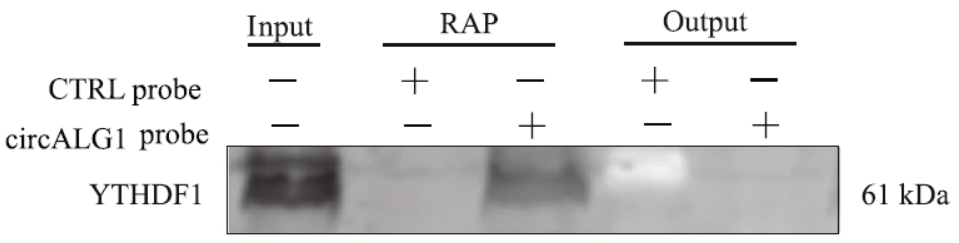 Input RAP Output
CTRL probe − + − + −
circALG1 probe − − + − +
YTHDF1 61 kDa